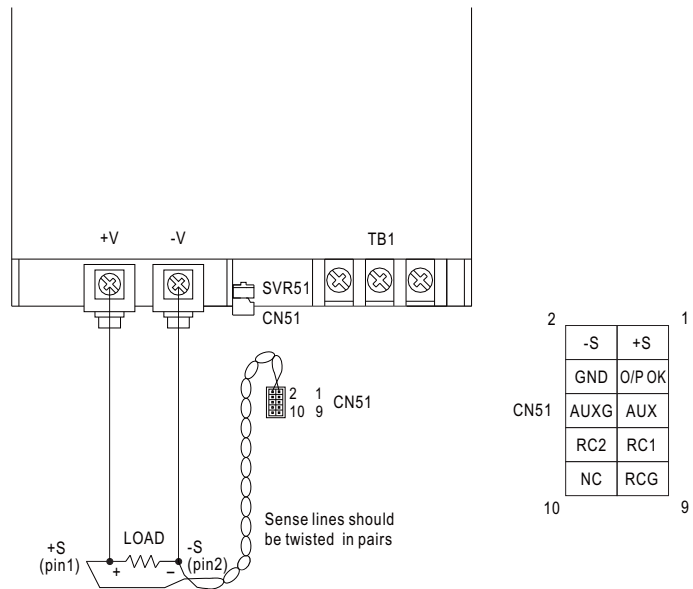 +V -V TB1
SVR51
CN51
2 1
10 9
CN51
Sense lines should
be twisted in pairs
+S
(pin1)
LOAD
+ –
-S
(pin2)
2 1
-S +S
GND O/P OK
CN51 AUXG AUX
RC2 RC1
NC RCG
10 9